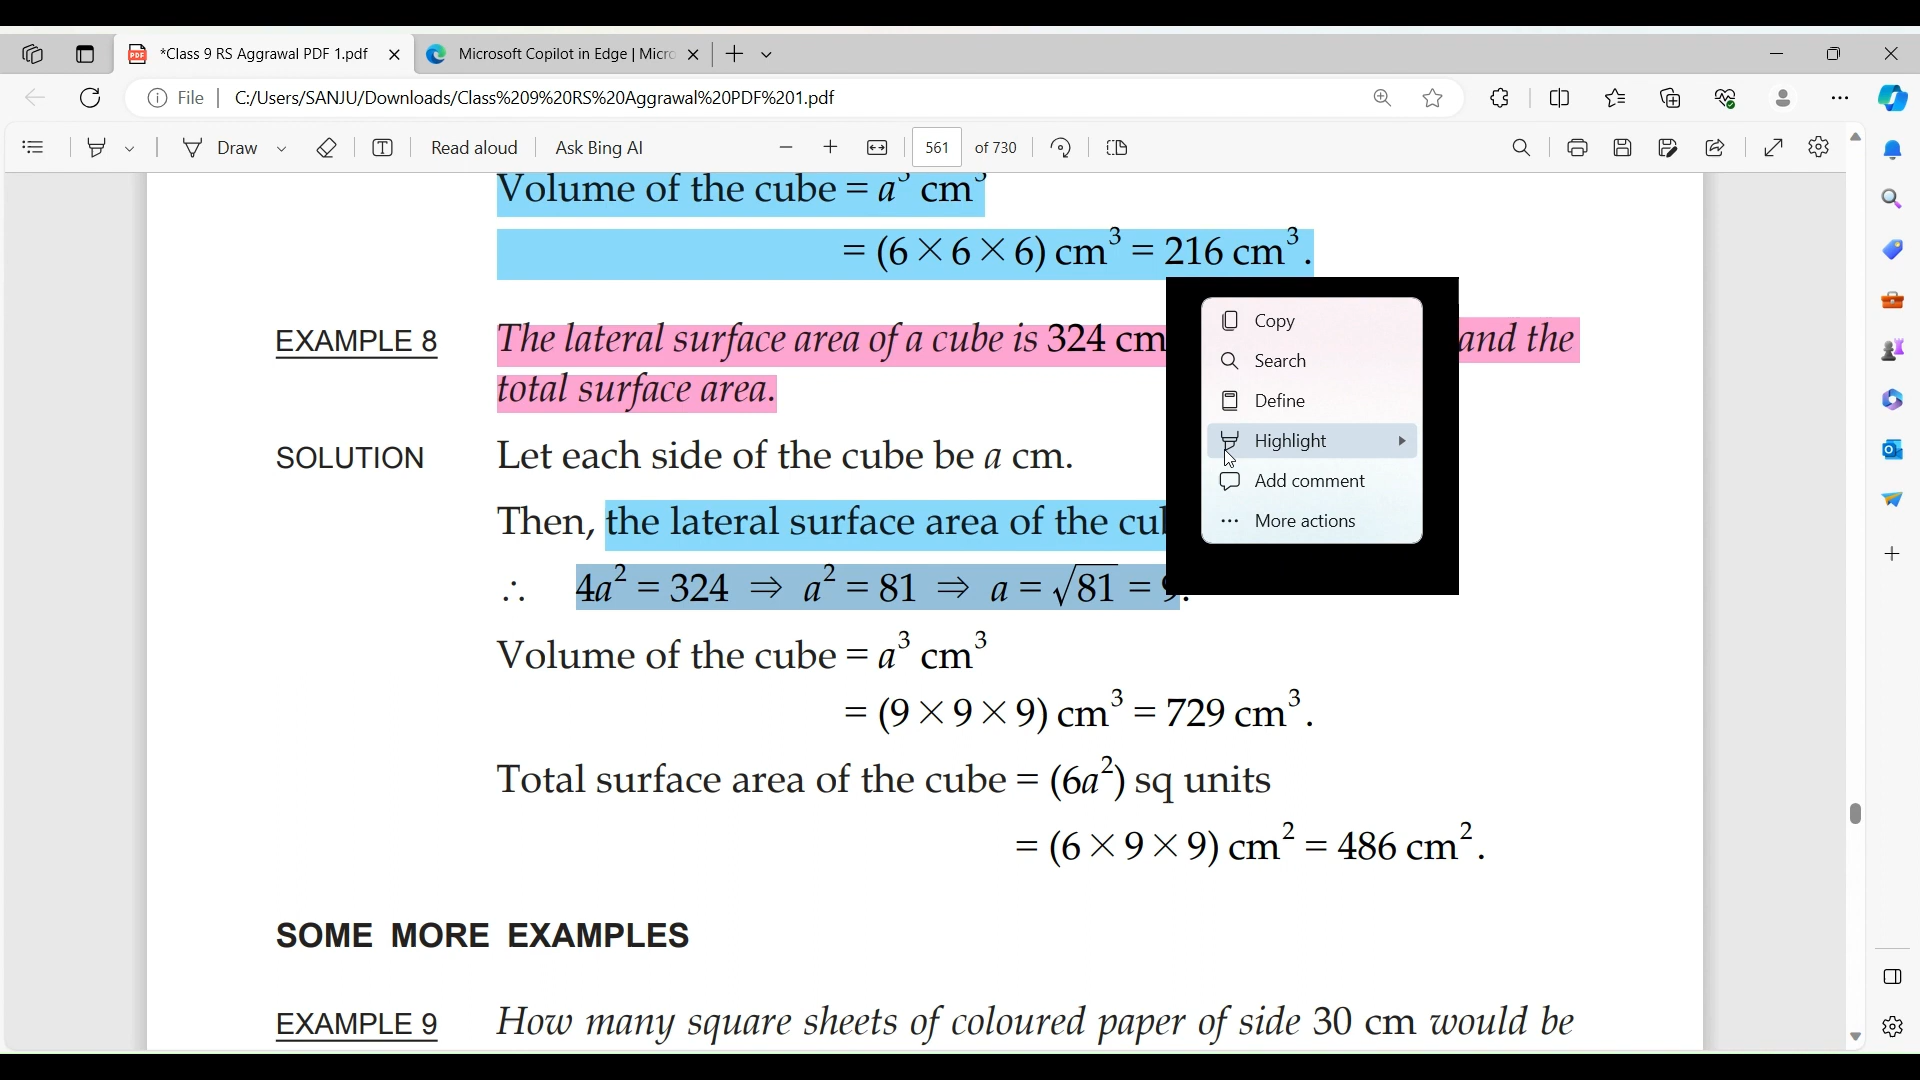 *Class 9 RS Aggrawal PDF 1.pdf
Microsoft Copilot in Edge | Micro
File
C:/Users/SANJU/Downloads/Class%209%20RS%20Aggrawal%20PDF%201.pdf
Draw
Read aloud
Ask Bing AI
561 of 730
Volume of the cube = a³ cm³
= (6 × 6 × 6) cm³ = 216 cm³.
EXAMPLE 8
The lateral surface area of a cube is 324 cm and the
total surface area.
SOLUTION
Let each side of the cube be a cm.
Then, the lateral surface area of the
∴ 4a² = 324 ⇒ a² = 81 ⇒ a = √81 = 9.
Volume of the cube = a³ cm³
= (9 × 9 × 9) cm³ = 729 cm³.
Total surface area of the cube = (6a²) sq units
= (6 × 9 × 9) cm² = 486 cm².
SOME MORE EXAMPLES
EXAMPLE 9
How many square sheets of coloured paper of side 30 cm would be
Copy
Search
Define
Highlight
Add comment
More actions